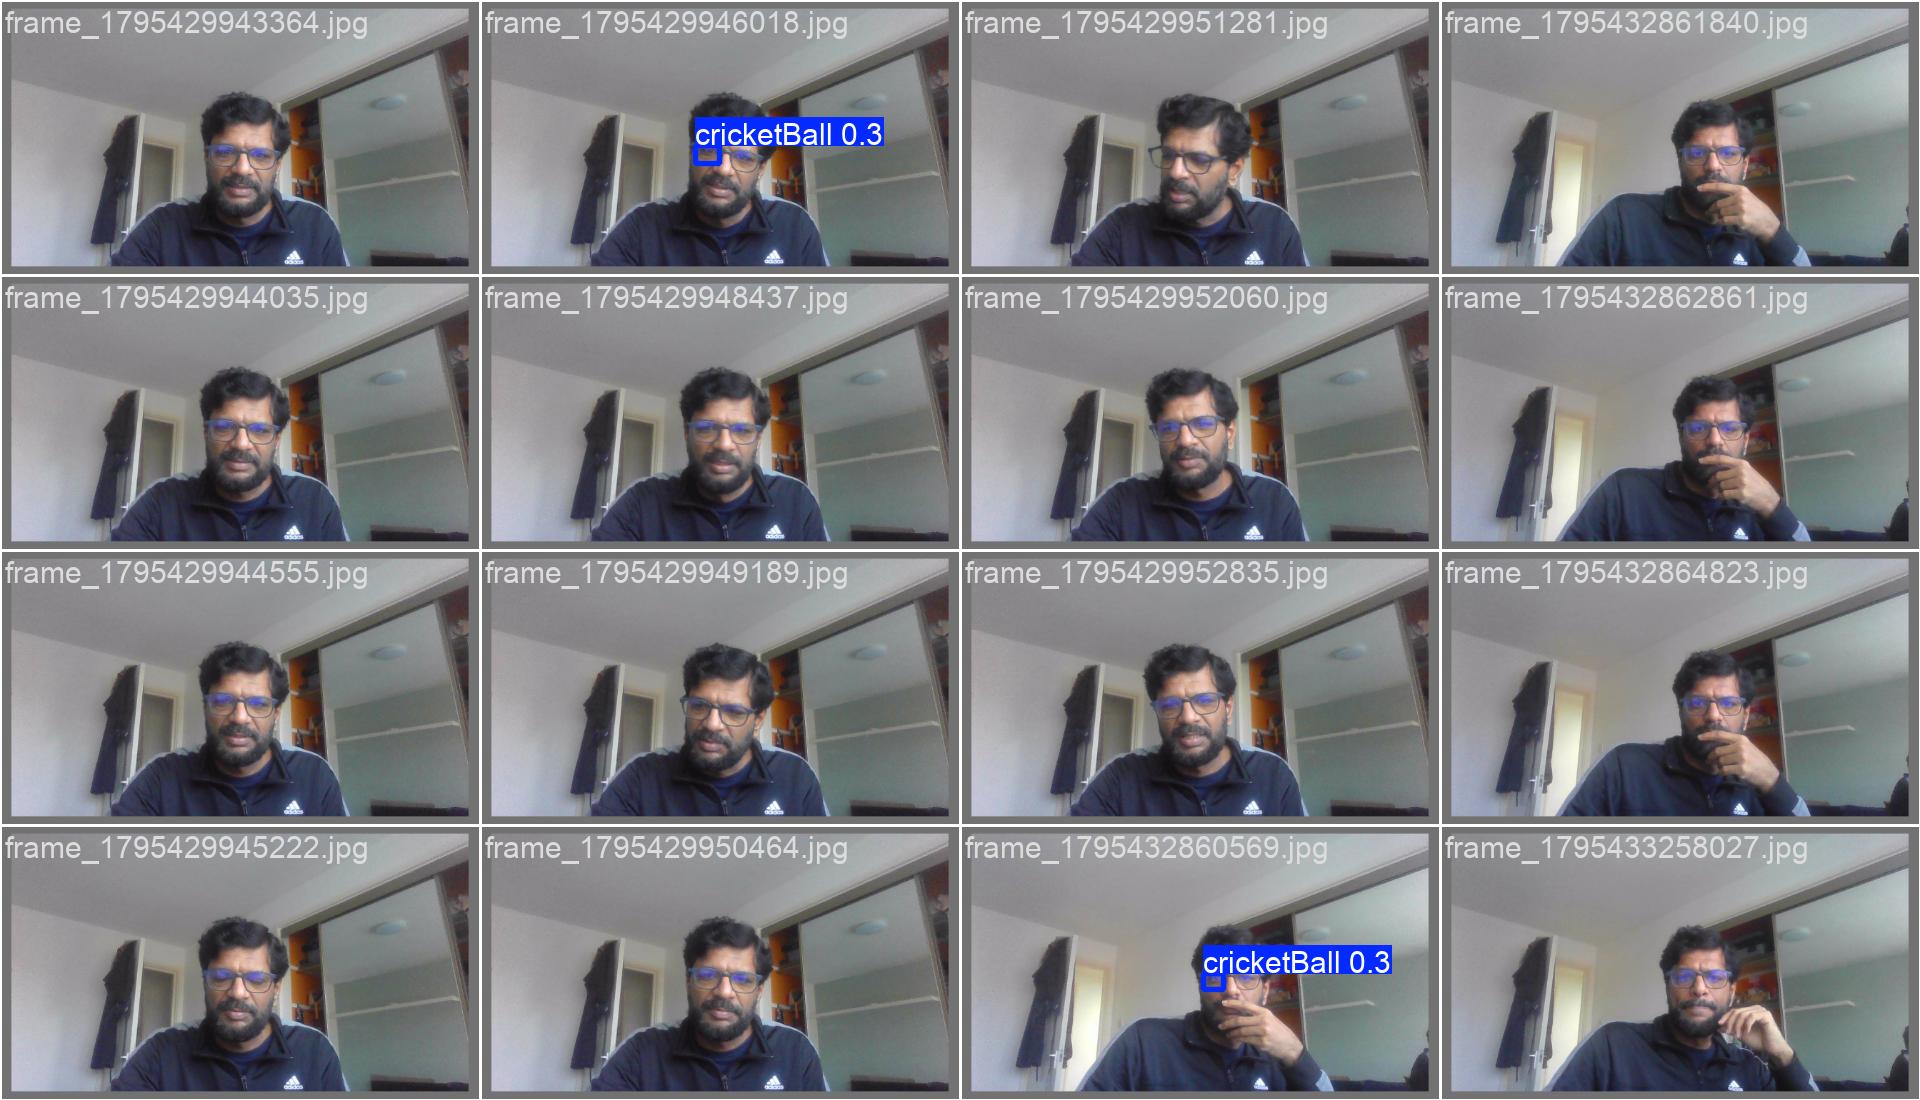 frame_1795429943364.jpg
frame_1795429946018.jpg
cricketBall 0.3
frame_1795429951281.jpg
frame_1795432861840.jpg
adidas
frame_1795429944035.jpg
frame_1795429948437.jpg
frame_1795429952060.jpg
frame_1795432862861.jpg
frame_1795429944555.jpg
frame_1795429949189.jpg
frame_1795429952835.jpg
frame_1795432864823.jpg
frame_1795429945222.jpg
frame_1795429950464.jpg
frame_1795432860569.jpg
cricketBall 0.3
frame_1795433258027.jpg